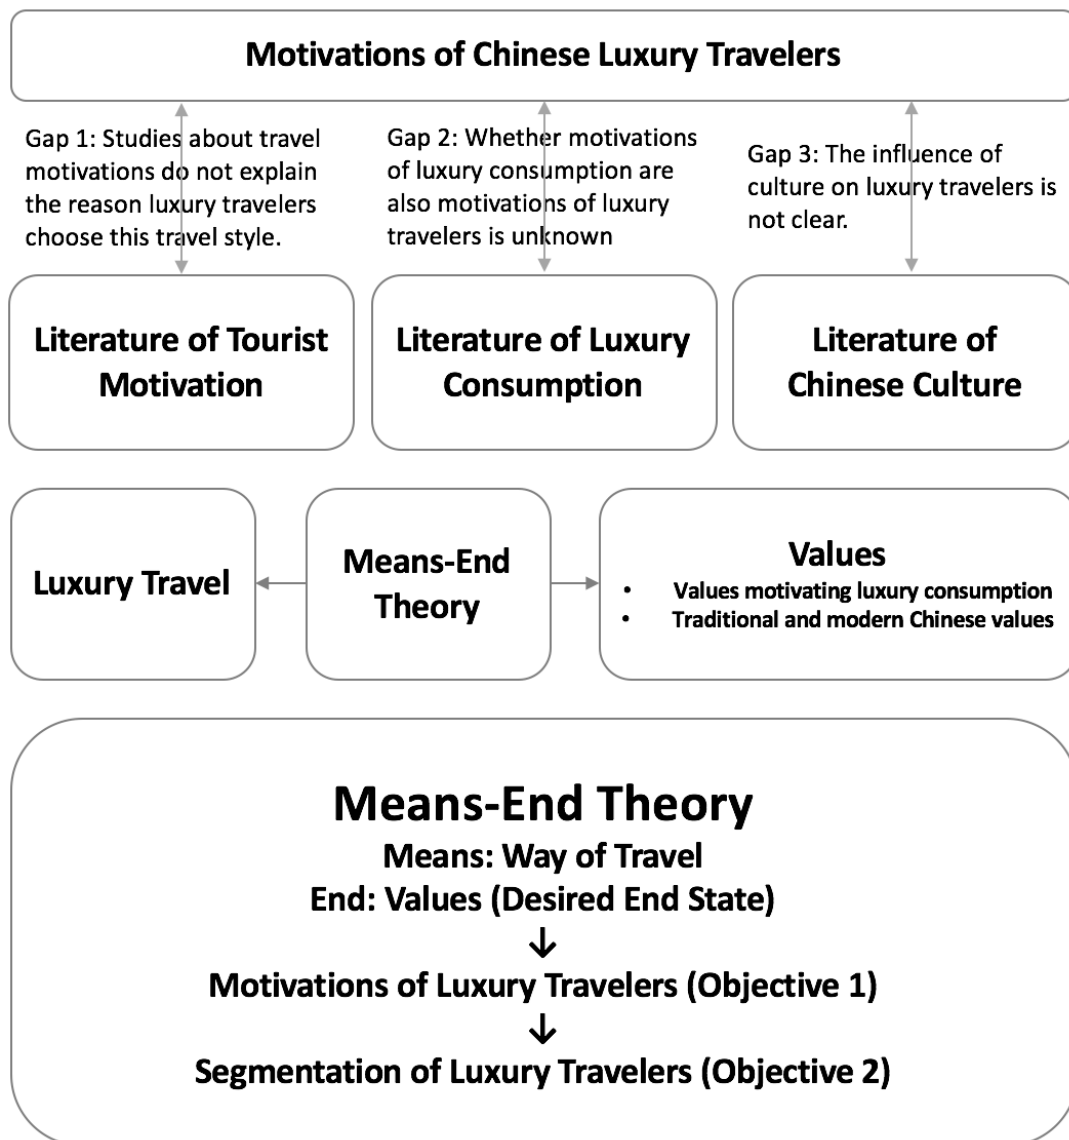 Motivations of Chinese Luxury Travelers
Gap 1: Studies about travel
motivations do not explain
the reason luxury travelers
choose this travel style.
Gap 2: Whether motivations
of luxury consumption are
also motivations of luxury
travelers is unknown
Gap 3: The influence of
culture on luxury travelers is
not clear.
Literature of Tourist
Motivation
Literature of Luxury
Consumption
Literature of
Chinese Culture
Luxury Travel
Means-End
Theory
Values
• Values motivating luxury consumption
• Traditional and modern Chinese values
Means-End Theory
Means: Way of Travel
End: Values (Desired End State)
↓
Motivations of Luxury Travelers (Objective 1)
↓
Segmentation of Luxury Travelers (Objective 2)